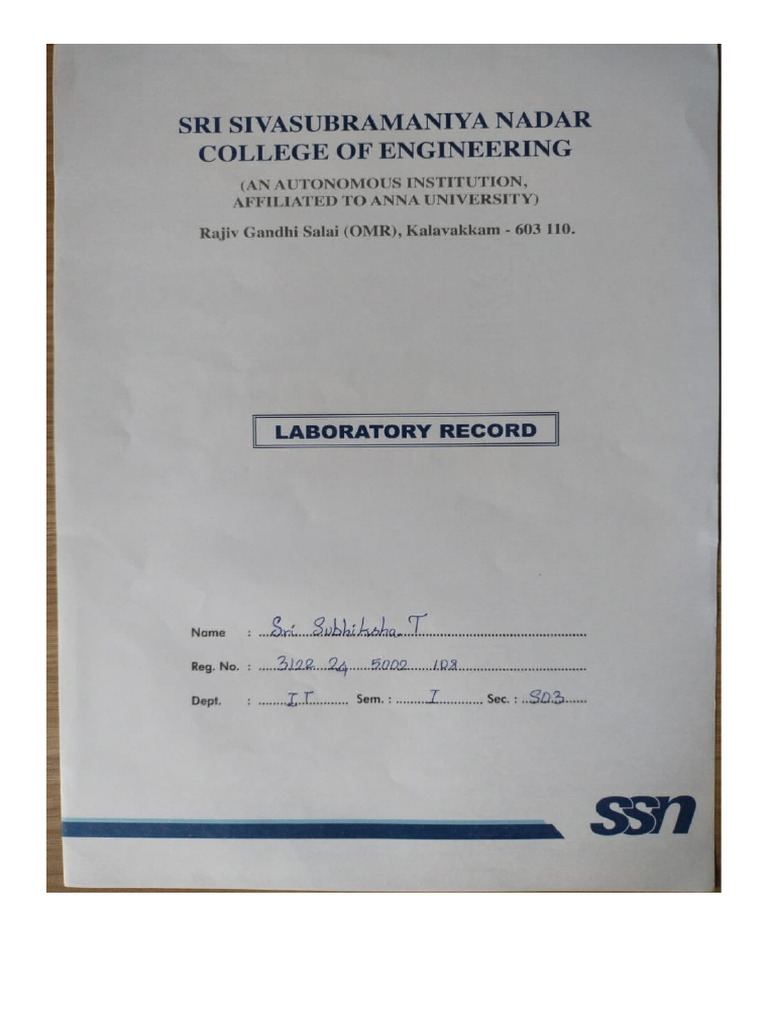 SRI SIVASUBRAMANIYA NADAR
COLLEGE OF ENGINEERING
(AN AUTONOMOUS INSTITUTION,
AFFILIATED TO ANNA UNIVERSITY)
Rajiv Gandhi Salai (OMR), Kalavakkam - 603 110.
LABORATORY RECORD
Name : Sri Subhiksha.T
Reg. No. : 3122 24 5002 108
Dept. : IT Sem. : I Sec. : S03
ssn